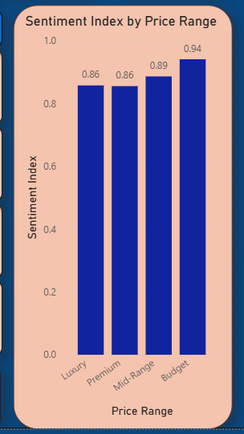 Sentiment Index by Price Range
1.0
0.8
0.6
0.4
0.2
0.0
Sentiment Index
0.86
0.86
0.89
0.94
Luxury
Premium
Mid-Range
Budget
Price Range